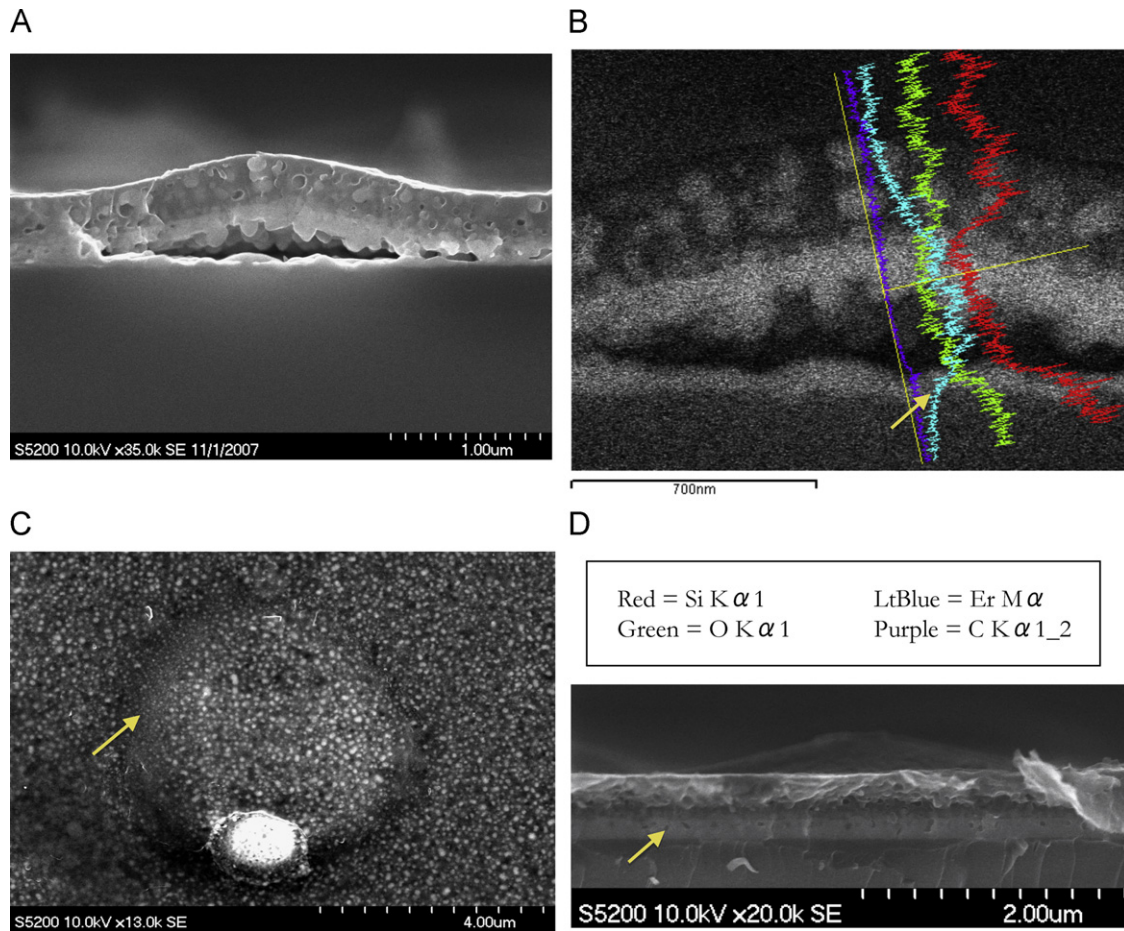 A
B
S5200 10.0kV x35.0k SE 11/1/2007
1.00um
700nm
C
D
Red = Si K α 1
LtBlue = Er M α
Green = O K α 1
Purple = C K α 1_2
S5200 10.0kV x13.0k SE
4.00um
S5200 10.0kV x20.0k SE
2.00um